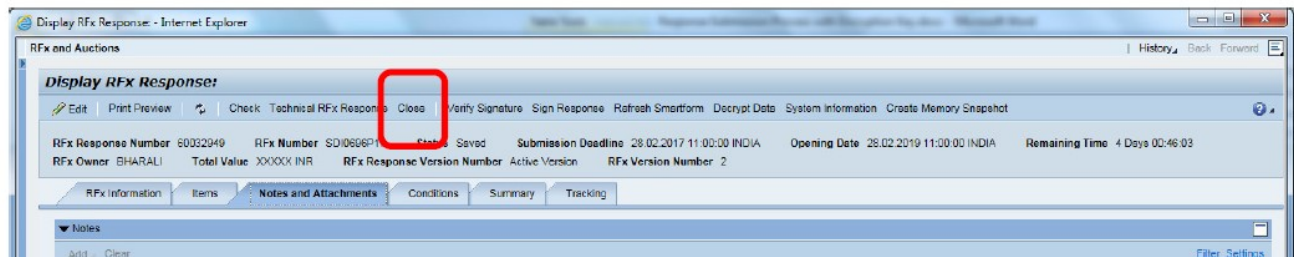 Display RFx Response: - Internet Explorer
RFx and Auctions | History Back Forward
Display RFx Response:
Edit | Print Preview | Check Technical RFx Response Close | Verify Signature Sign Response Refresh Smartform Decrypt Data System Information Create Memory Snapshot
RFx Response Number 60032949 RFx Number SDI0696P1 Status Saved Submission Deadline 28.02.2017 11:00:00 INDIA Opening Date 28.02.2019 11:00:00 INDIA Remaining Time 4 Days 00:46:03
RFx Owner BHARALI Total Value XXXXX INR RFx Response Version Number Active Version RFx Version Number 2
RFx Information Items Notes and Attachments Conditions Summary Tracking
Notes
Add Clear Filter Settings